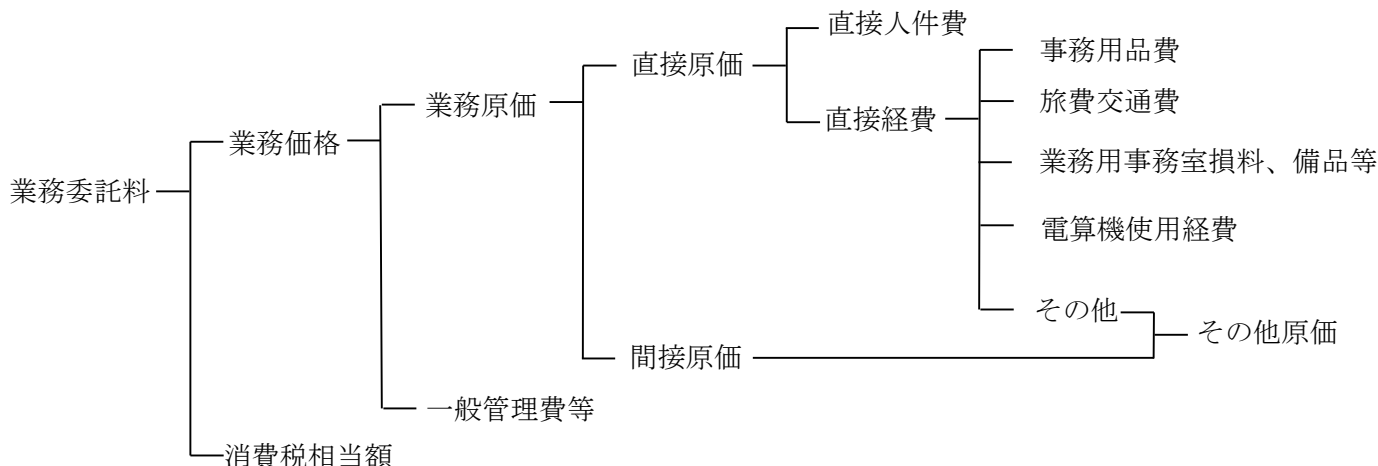 直接人件費
事務用品費
直接原価
旅費交通費
業務原価
直接経費
業務価格
業務用事務室損料、備品等
業務委託料
電算機使用経費
その他
その他原価
間接原価
一般管理費等
消費税相当額